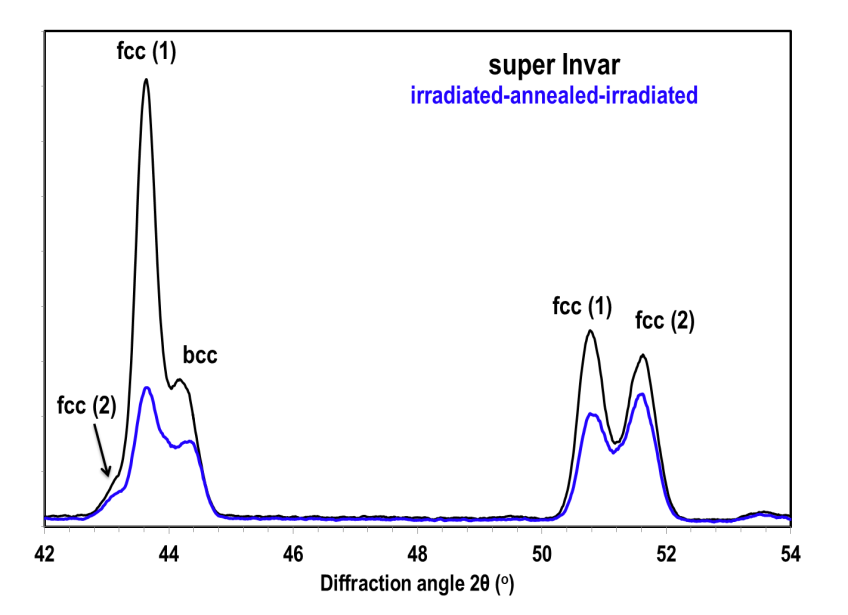 fcc (1)
super Invar
irradiated-annealed-irradiated
fcc (1)
fcc (2)
bcc
fcc (2)
42 44 46 48 50 52 54
Diffraction angle 2θ (°)